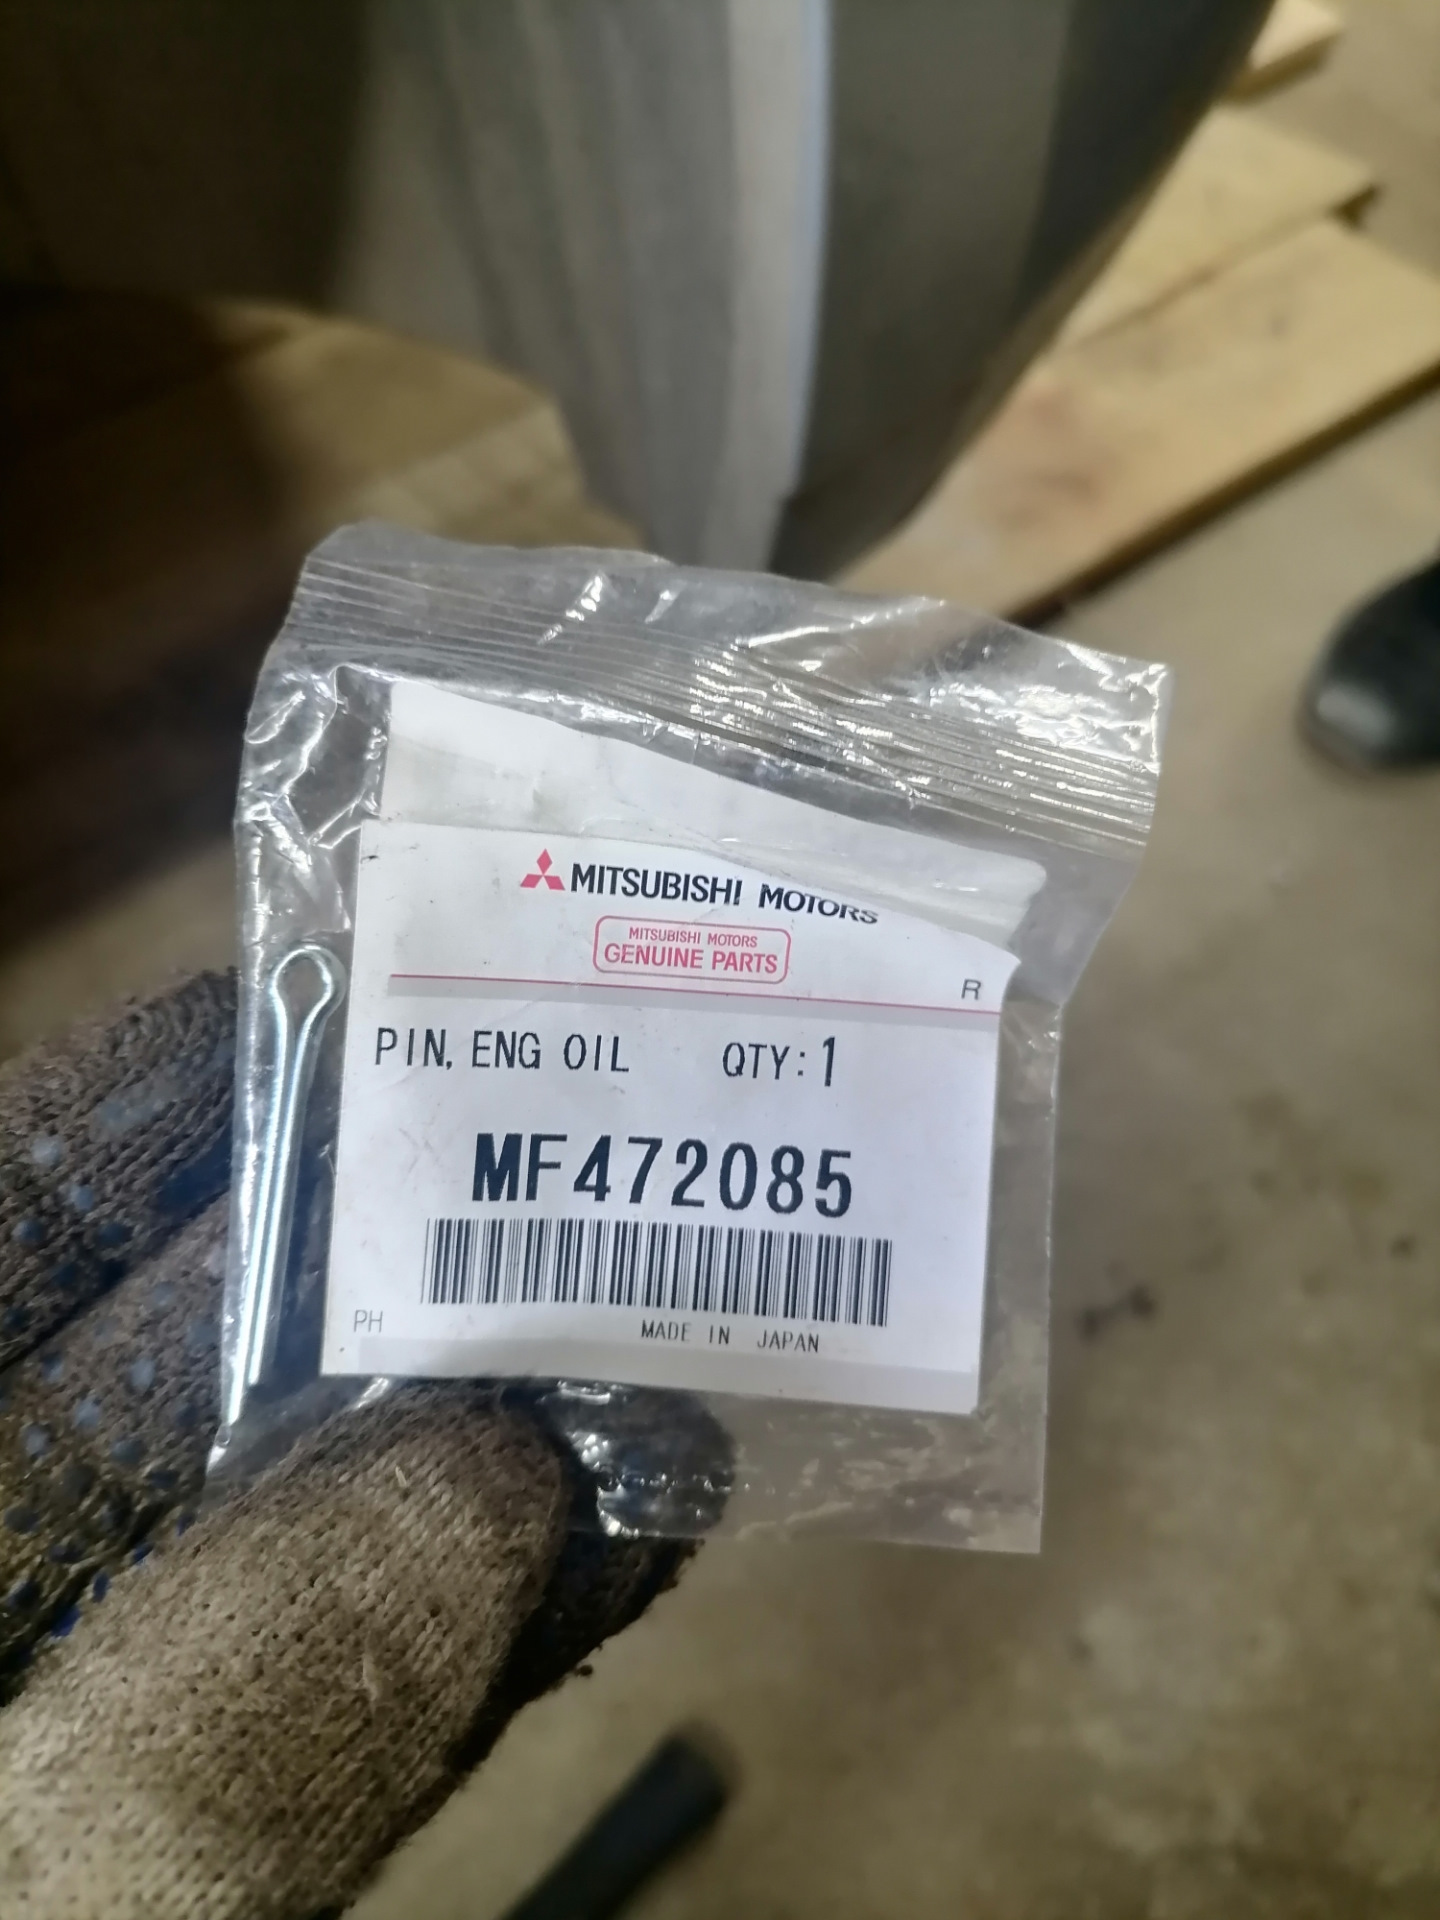 MITSUBISHI MOTORS
MITSUBISHI MOTORS
GENUINE PARTS
R
PIN, ENG OIL QTY: 1
MF472085
PH
MADE IN JAPAN